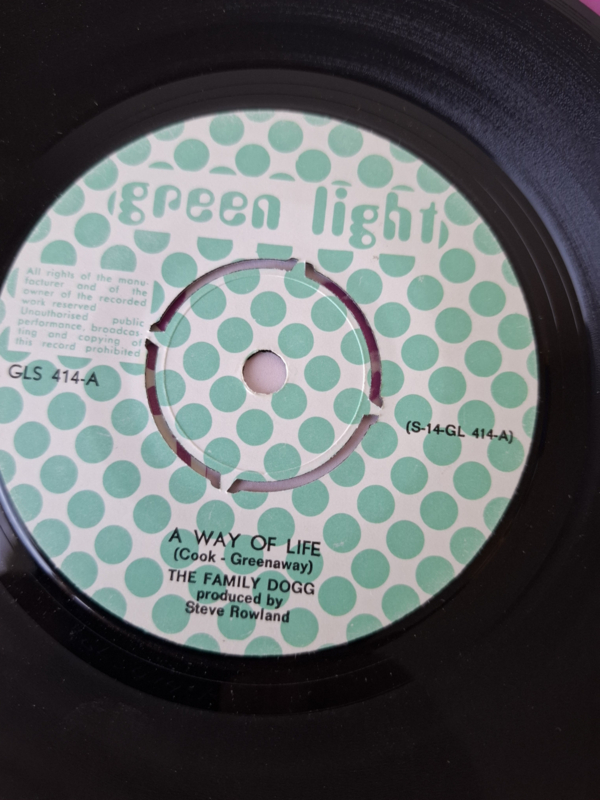 green light
All rights of the manu-
facturer and of the
owner of the recorded
work reserved
Unauthorised public
performance, broadcas
ting and copying of
this record prohibited
GLS 414-A
(S-14-GL 414-A)
A WAY OF LIFE
(Cook - Greenaway)
THE FAMILY DOGG
produced by
Steve Rowland